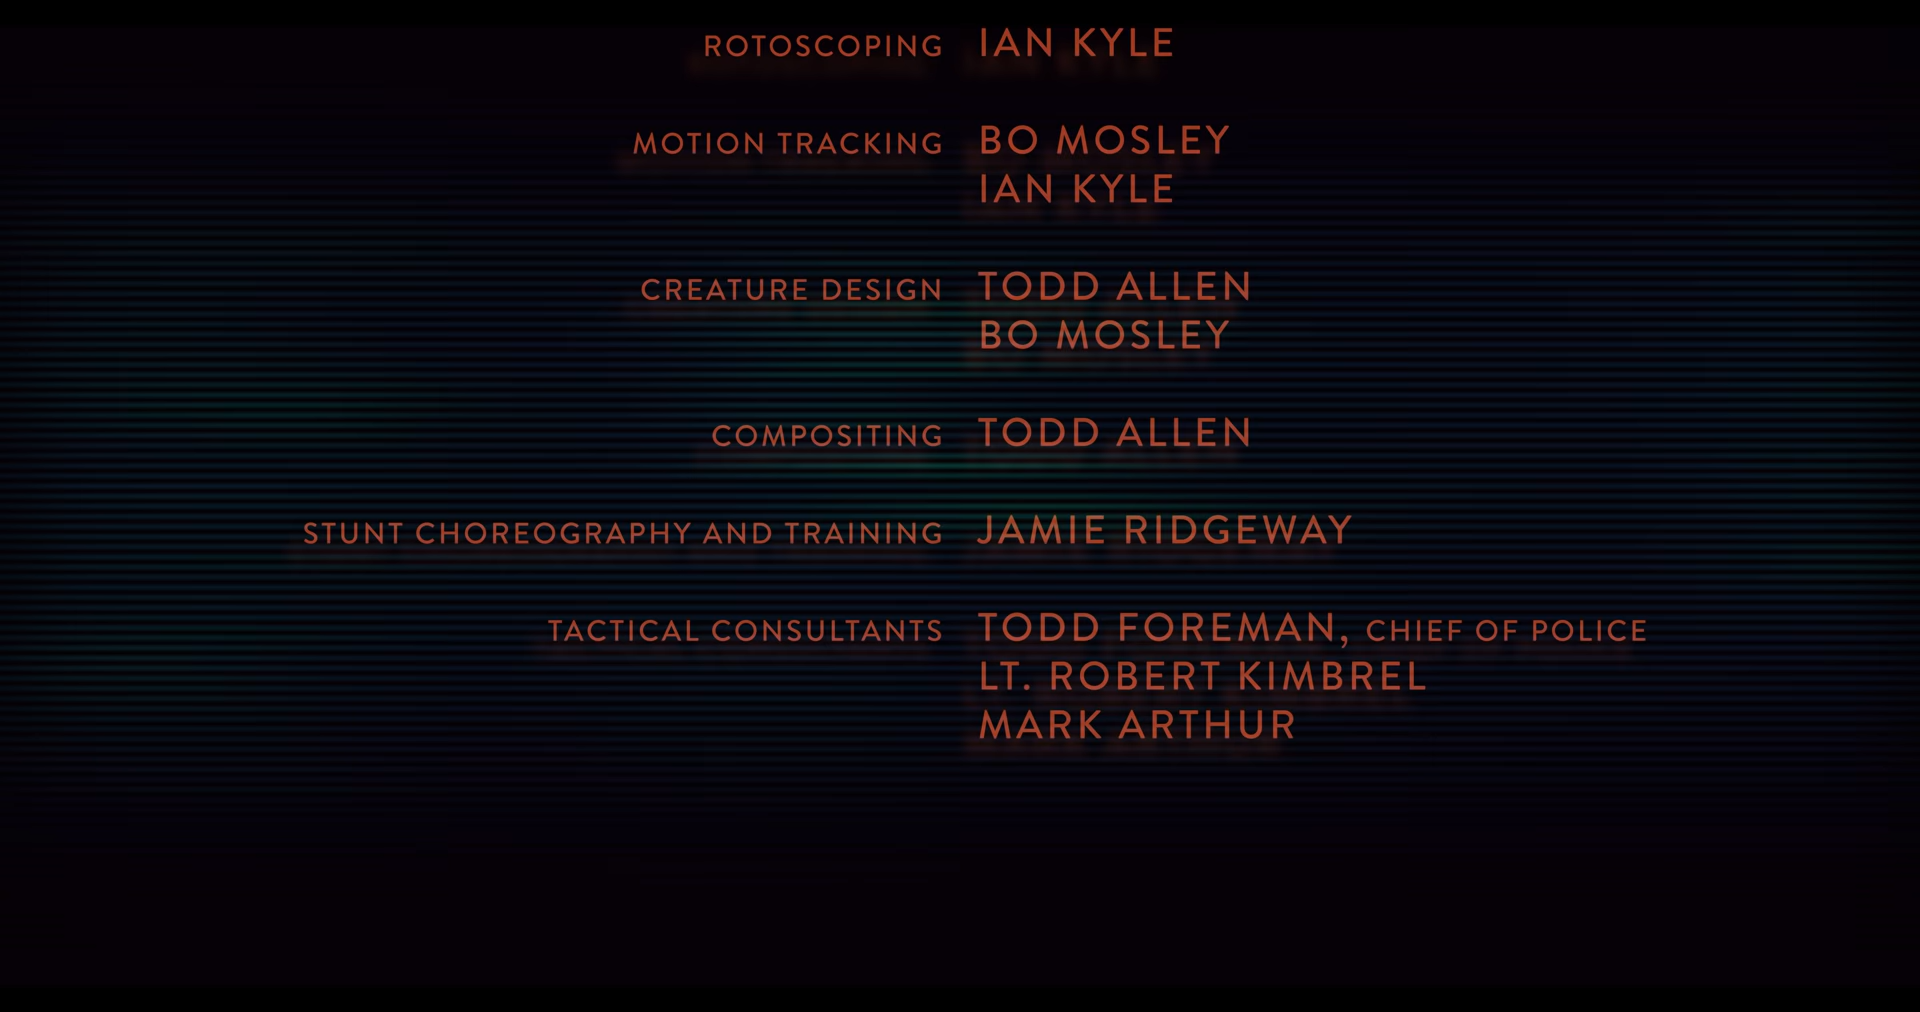 ROTOSCOPING IAN KYLE
MOTION TRACKING BO MOSLEY
IAN KYLE
CREATURE DESIGN TODD ALLEN
BO MOSLEY
COMPOSITING TODD ALLEN
STUNT CHOREOGRAPHY AND TRAINING JAMIE RIDGEWAY
TACTICAL CONSULTANTS TODD FOREMAN, CHIEF OF POLICE
LT. ROBERT KIMBREL
MARK ARTHUR